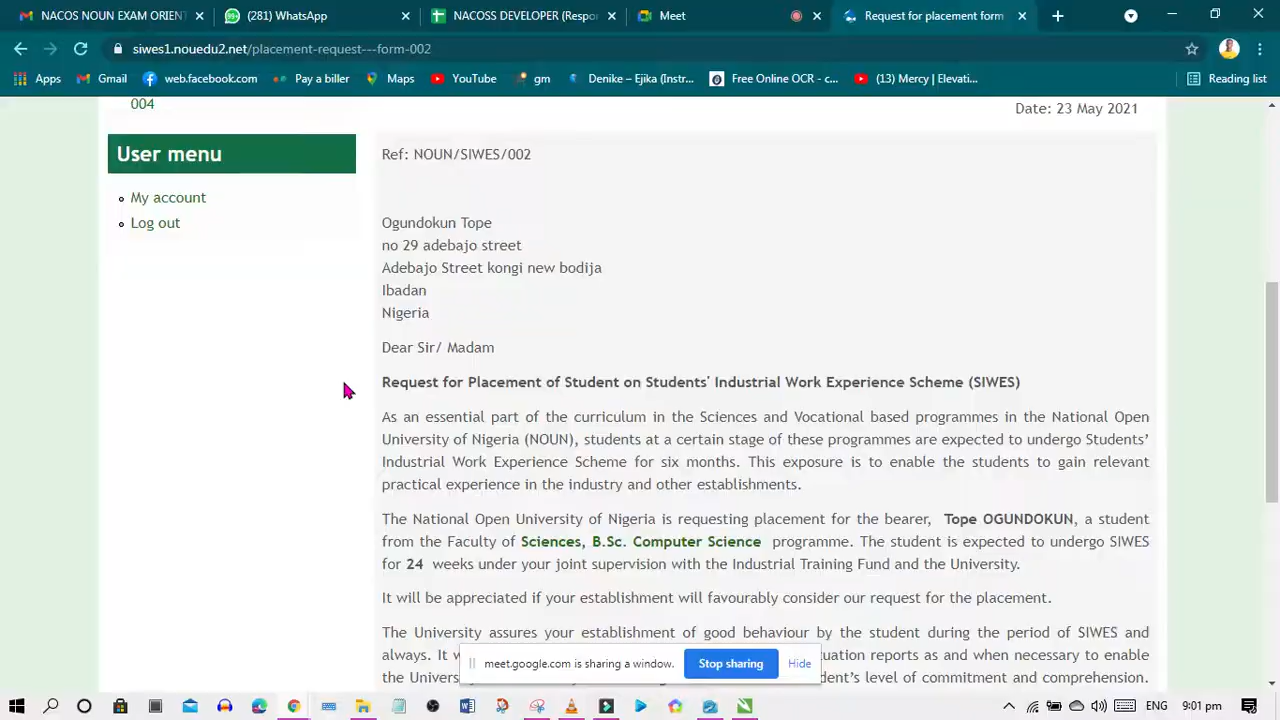 NACOS NOUN EXAM ORIENT
(281) WhatsApp
NACOSS DEVELOPER (Respo
Meet
Request for placement form
siwes1.nouedu2.net/placement-request---form-002
Apps
Gmail
web.facebook.com
Pay a biller
Maps
YouTube
gm
Denike – Ejika (Instr...
Free Online OCR - c...
(13) Mercy | Elevati...
Reading list
004
Date: 23 May 2021
User menu
My account
Log out
Ref: NOUN/SIWES/002
Ogundokun Tope
no 29 adebajo street
Adebajo Street kongi new bodija
Ibadan
Nigeria
Dear Sir/ Madam
Request for Placement of Student on Students' Industrial Work Experience Scheme (SIWES)
As an essential part of the curriculum in the Sciences and Vocational based programmes in the National Open
University of Nigeria (NOUN), students at a certain stage of these programmes are expected to undergo Students’
Industrial Work Experience Scheme for six months. This exposure is to enable the students to gain relevant
practical experience in the industry and other establishments.
The National Open University of Nigeria is requesting placement for the bearer, Tope OGUNDOKUN, a student
from the Faculty of Sciences, B.Sc. Computer Science programme. The student is expected to undergo SIWES
for 24 weeks under your joint supervision with the Industrial Training Fund and the University.
It will be appreciated if your establishment will favourably consider our request for the placement.
The University assures your establishment of good behaviour by the student during the period of SIWES and
always. It w uation reports as and when necessary to enable
the Univers dent’s level of commitment and comprehension.
meet.google.com is sharing a window.
Stop sharing
Hide
ENG
9:01 pm